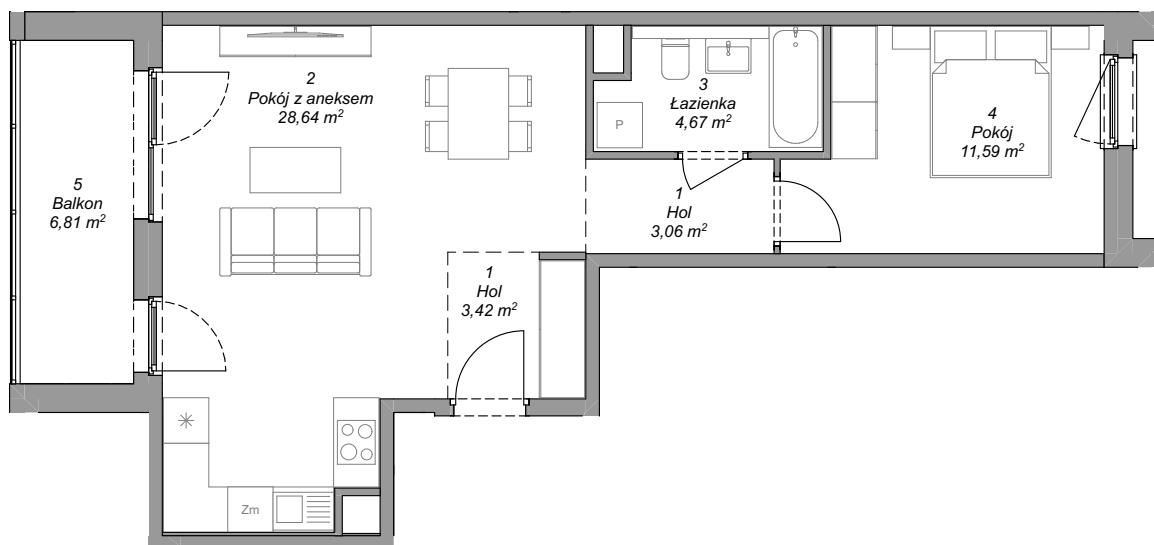 2
Pokój z aneksem
28,64 m²
3
Łazienka
4,67 m²
P
4
Pokój
11,59 m²
5
Balkon
6,81 m²
1
Hol
3,06 m²
1
Hol
3,42 m²
Zm